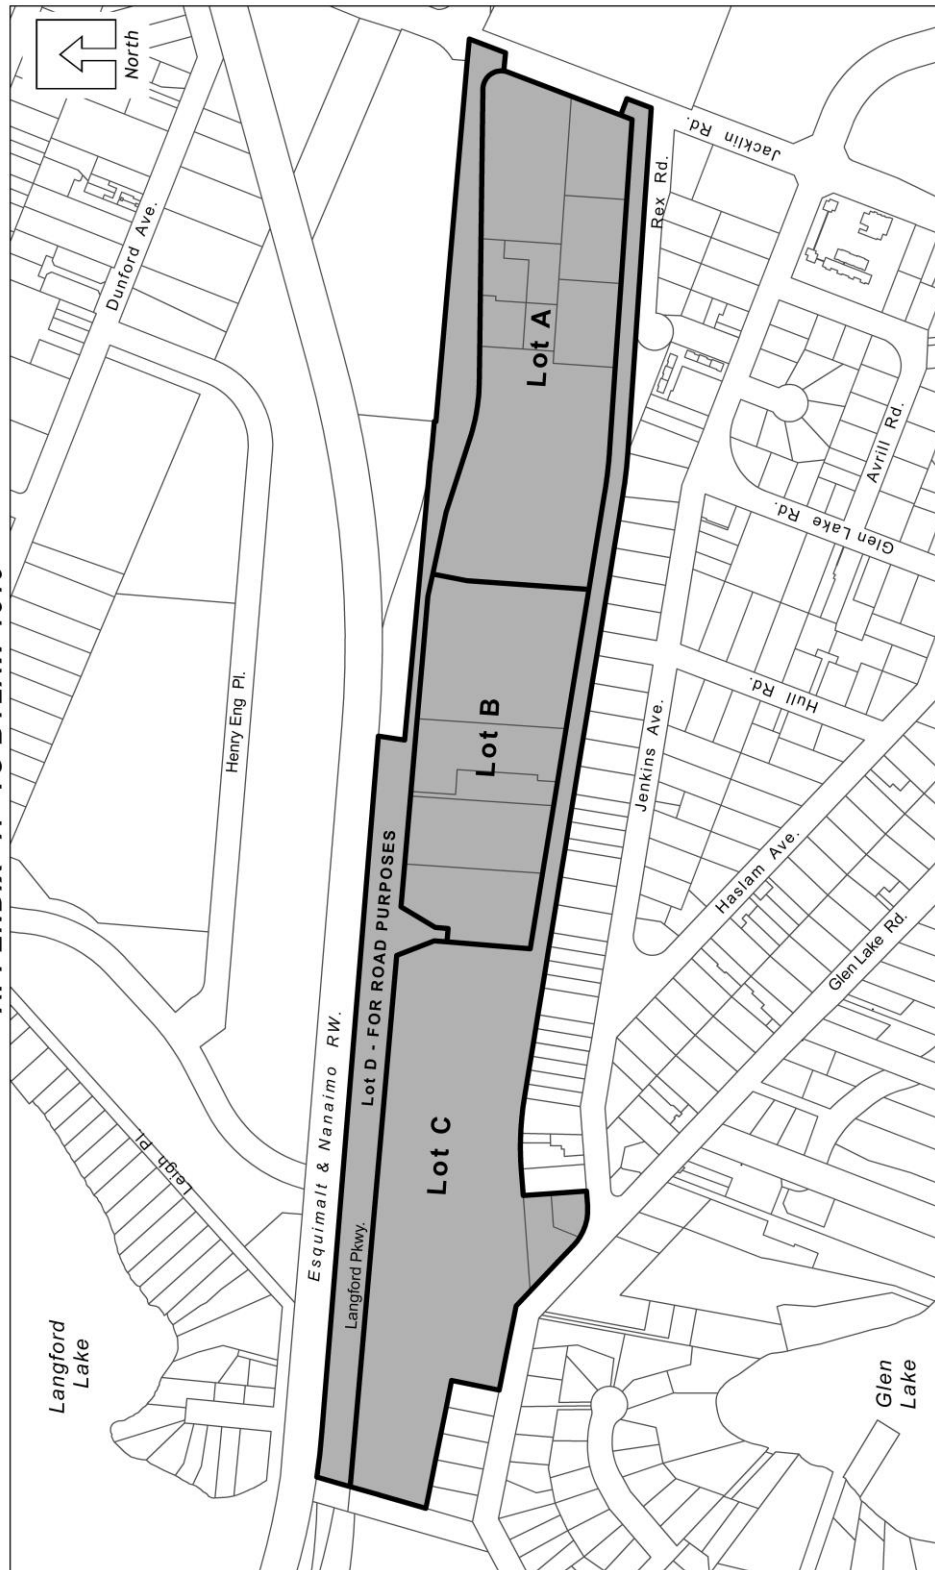 North
Dunford Ave.
Henry Eng Pl.
Leigh Pl.
Langford
Lake
Esquimalt & Nanaimo RW.
Langford Pkwy.
Lot D - FOR ROAD PURPOSES
Lot C
Lot B
Lot A
Jacklin Rd.
Rex Rd.
Avrill Rd.
Glen Lake Rd.
Hull Rd.
Jenkins Ave.
Haslam Ave.
Glen Lake Rd.
Glen
Lake